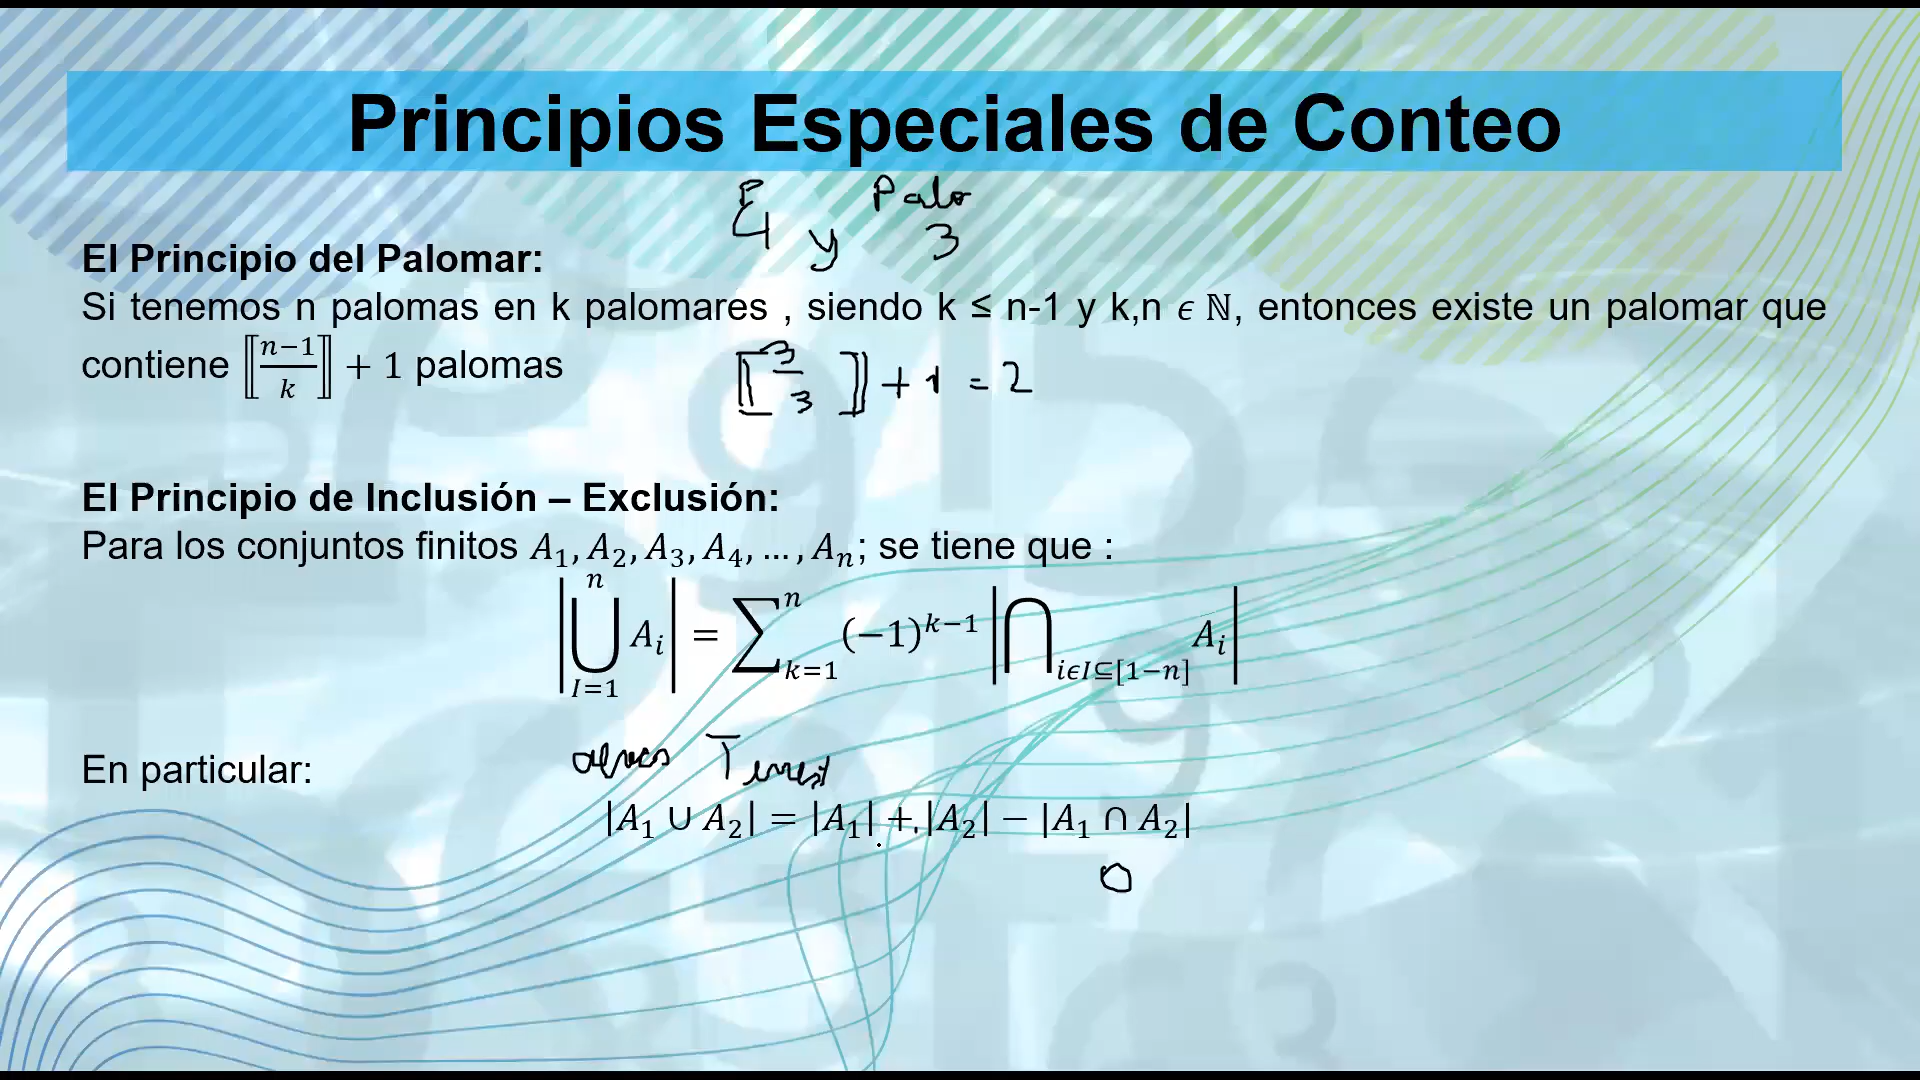 Principios Especiales de Conteo
Palo
4 y 3
El Principio del Palomar:
Si tenemos n palomas en k palomares , siendo k ≤ n-1 y k,n ϵ ℕ, entonces existe un palomar que
contiene ⟦(n−1)/k⟧ + 1 palomas
⟦3/3⟧ + 1 = 2
El Principio de Inclusión – Exclusión:
Para los conjuntos finitos A₁, A₂, A₃, A₄, … , Aₙ; se tiene que :
|⋃_{I=1}^{n} A_i| = ∑_{k=1}^{n} (−1)^{k−1} |⋂_{iϵI⊆[1−n]} A_i|
En particular:
|A₁ ∪ A₂| = |A₁| + |A₂| − |A₁ ∩ A₂|
0